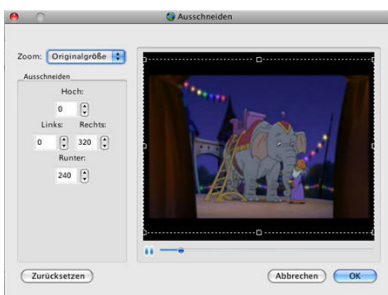 Ausschneiden
Zoom: Originalgröße
Ausschneiden
Hoch:
0
Links: Rechts:
0 320
Runter:
240
Zurücksetzen Abbrechen OK